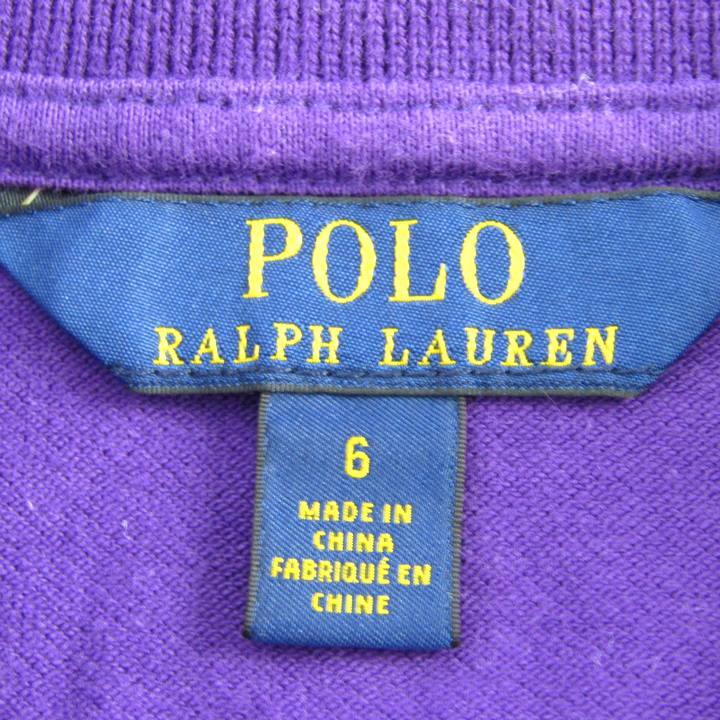 POLO
RALPH LAUREN
6
MADE IN
CHINA
FABRIQUÉ EN
CHINE